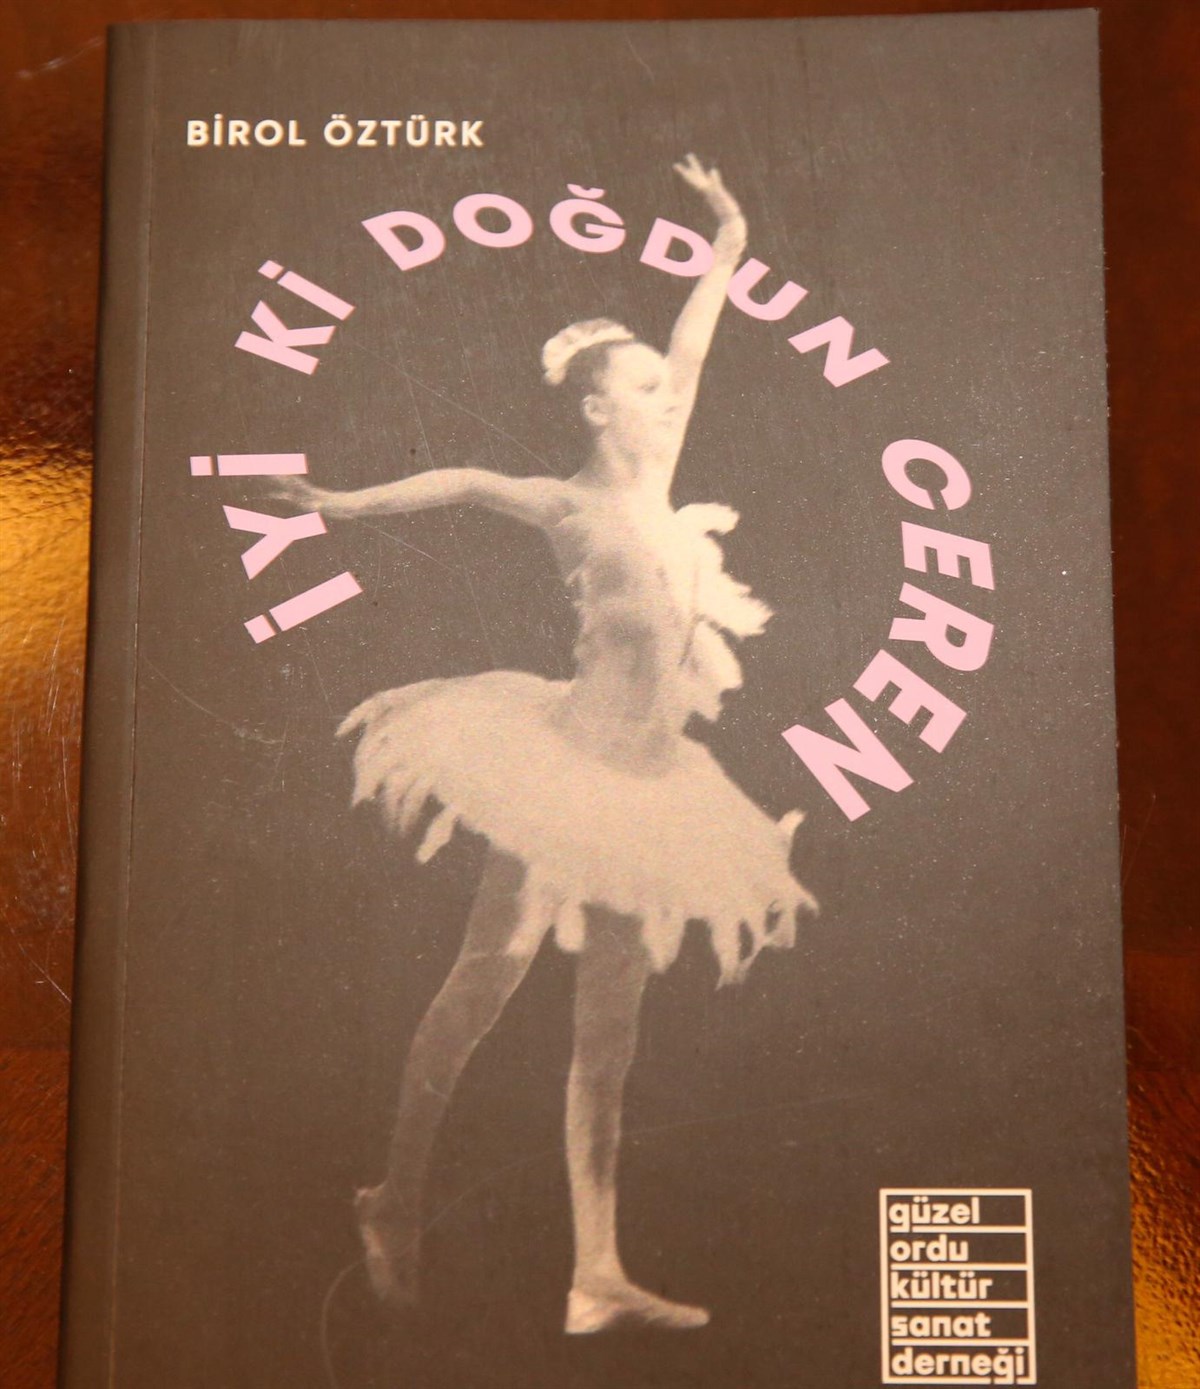 BİROL ÖZTÜRK
İYİ Kİ DOĞDUN CEREN
güzel
ordu
kültür
sanat
derneği